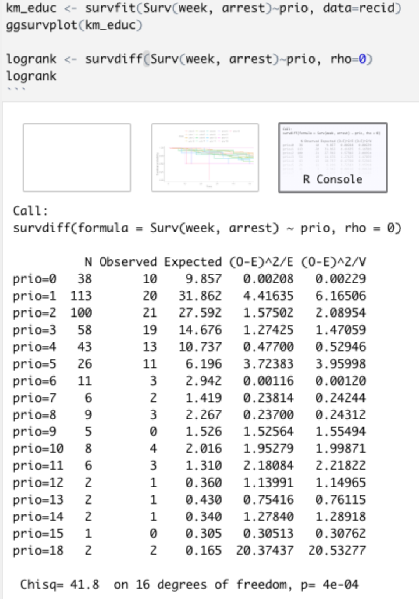 km_educ <- survfit(Surv(week, arrest)~prio, data=recid)
ggsurvplot(km_educ)
logrank <- survdiff(Surv(week, arrest)~prio, rho=0)
logrank
```
R Console
Call:
survdiff(formula = Surv(week, arrest) ~ prio, rho = 0)
N Observed Expected (O-E)^2/E (O-E)^2/V
prio=0 38 10 9.857 0.00208 0.00229
prio=1 113 20 31.862 4.41635 6.16506
prio=2 100 21 27.592 1.57502 2.08954
prio=3 58 19 14.676 1.27425 1.47059
prio=4 43 13 10.737 0.47700 0.52946
prio=5 26 11 6.196 3.72383 3.95998
prio=6 11 3 2.942 0.00116 0.00120
prio=7 6 2 1.419 0.23814 0.24244
prio=8 9 3 2.267 0.23700 0.24312
prio=9 5 0 1.526 1.52564 1.55494
prio=10 8 4 2.016 1.95279 1.99871
prio=11 6 3 1.310 2.18084 2.21822
prio=12 2 1 0.360 1.13991 1.14965
prio=13 2 1 0.430 0.75416 0.76115
prio=14 2 1 0.340 1.27840 1.28918
prio=15 1 0 0.305 0.30513 0.30762
prio=18 2 2 0.165 20.37437 20.53277
Chisq= 41.8 on 16 degrees of freedom, p= 4e-04